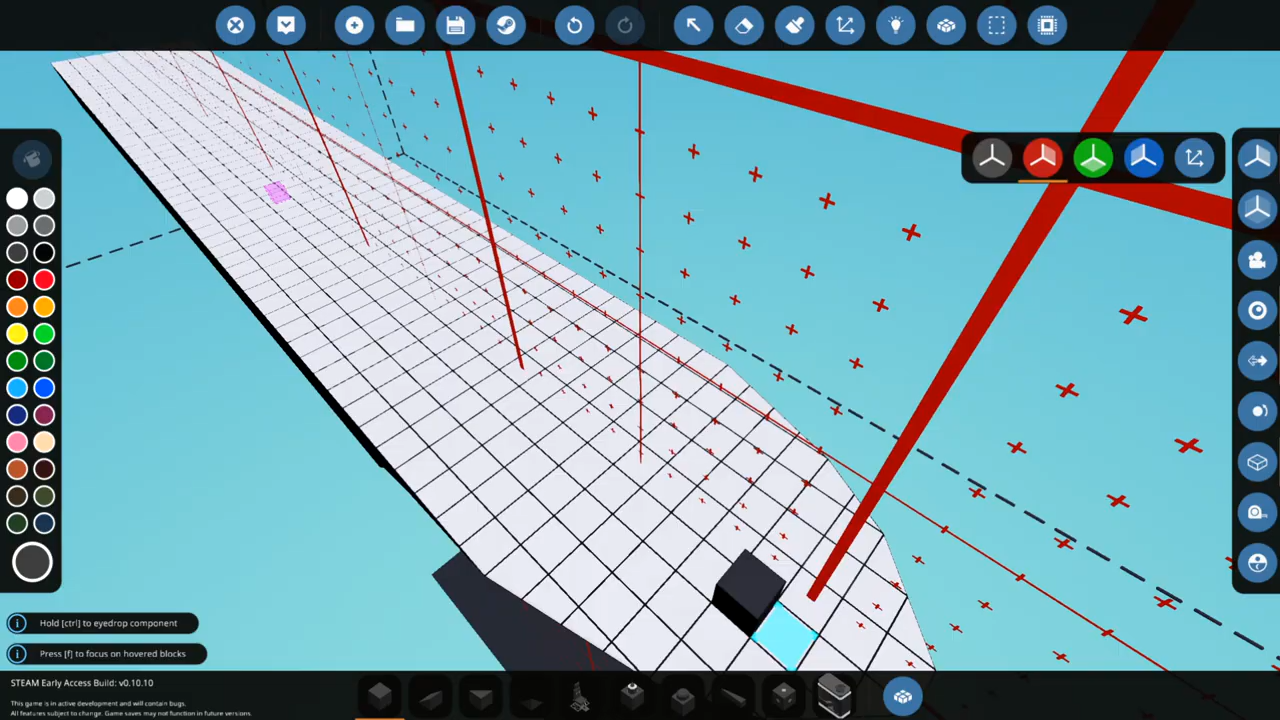 Hold [ctrl] to eyedrop component
Press [f] to focus on hovered blocks
STEAM Early Access Build: v0.10.10
This game is in active development and will contain bugs.
All features subject to change. Game saves may not function in future versions.